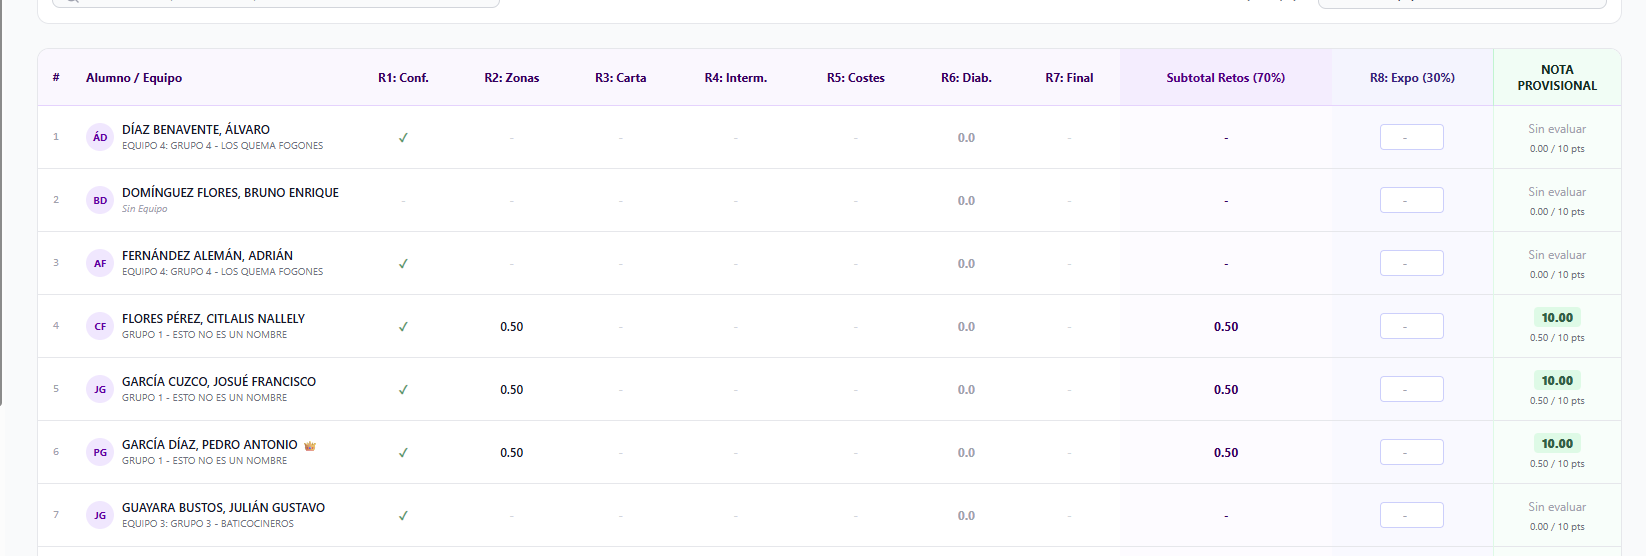 # Alumno / Equipo R1: Conf. R2: Zonas R3: Carta R4: Interm. R5: Costes R6: Diab. R7: Final Subtotal Retos (70%) R8: Expo (30%) NOTA PROVISIONAL
1 ÁD DÍAZ BENAVENTE, ÁLVARO ✓ - - - - 0.0 - - - Sin evaluar
EQUIPO 4: GRUPO 4 - LOS QUEMA FOGONES 0.00 / 10 pts
2 BD DOMÍNGUEZ FLORES, BRUNO ENRIQUE - - - - - 0.0 - - - Sin evaluar
Sin Equipo 0.00 / 10 pts
3 AF FERNÁNDEZ ALEMÁN, ADRIÁN ✓ - - - - 0.0 - - - Sin evaluar
EQUIPO 4: GRUPO 4 - LOS QUEMA FOGONES 0.00 / 10 pts
4 CF FLORES PÉREZ, CITLALIS NALLELY ✓ 0.50 - - - 0.0 - 0.50 - 10.00
GRUPO 1 - ESTO NO ES UN NOMBRE 0.50 / 10 pts
5 JG GARCÍA CUZCO, JOSUÉ FRANCISCO ✓ 0.50 - - - 0.0 - 0.50 - 10.00
GRUPO 1 - ESTO NO ES UN NOMBRE 0.50 / 10 pts
6 PG GARCÍA DÍAZ, PEDRO ANTONIO ✓ 0.50 - - - 0.0 - 0.50 - 10.00
GRUPO 1 - ESTO NO ES UN NOMBRE 0.50 / 10 pts
7 JG GUAYARA BUSTOS, JULIÁN GUSTAVO ✓ - - - - 0.0 - - - Sin evaluar
EQUIPO 3: GRUPO 3 - BATICOCINEROS 0.00 / 10 pts